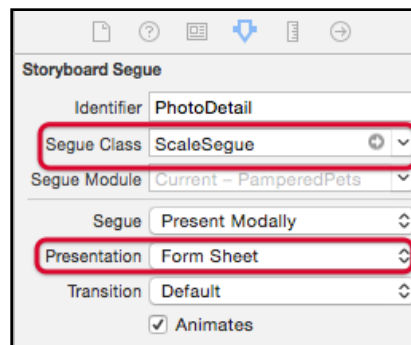 Storyboard Segue
Identifier PhotoDetail
Segue Class ScaleSegue
Segue Module Current – PamperedPets
Segue Present Modally
Presentation Form Sheet
Transition Default
Animates